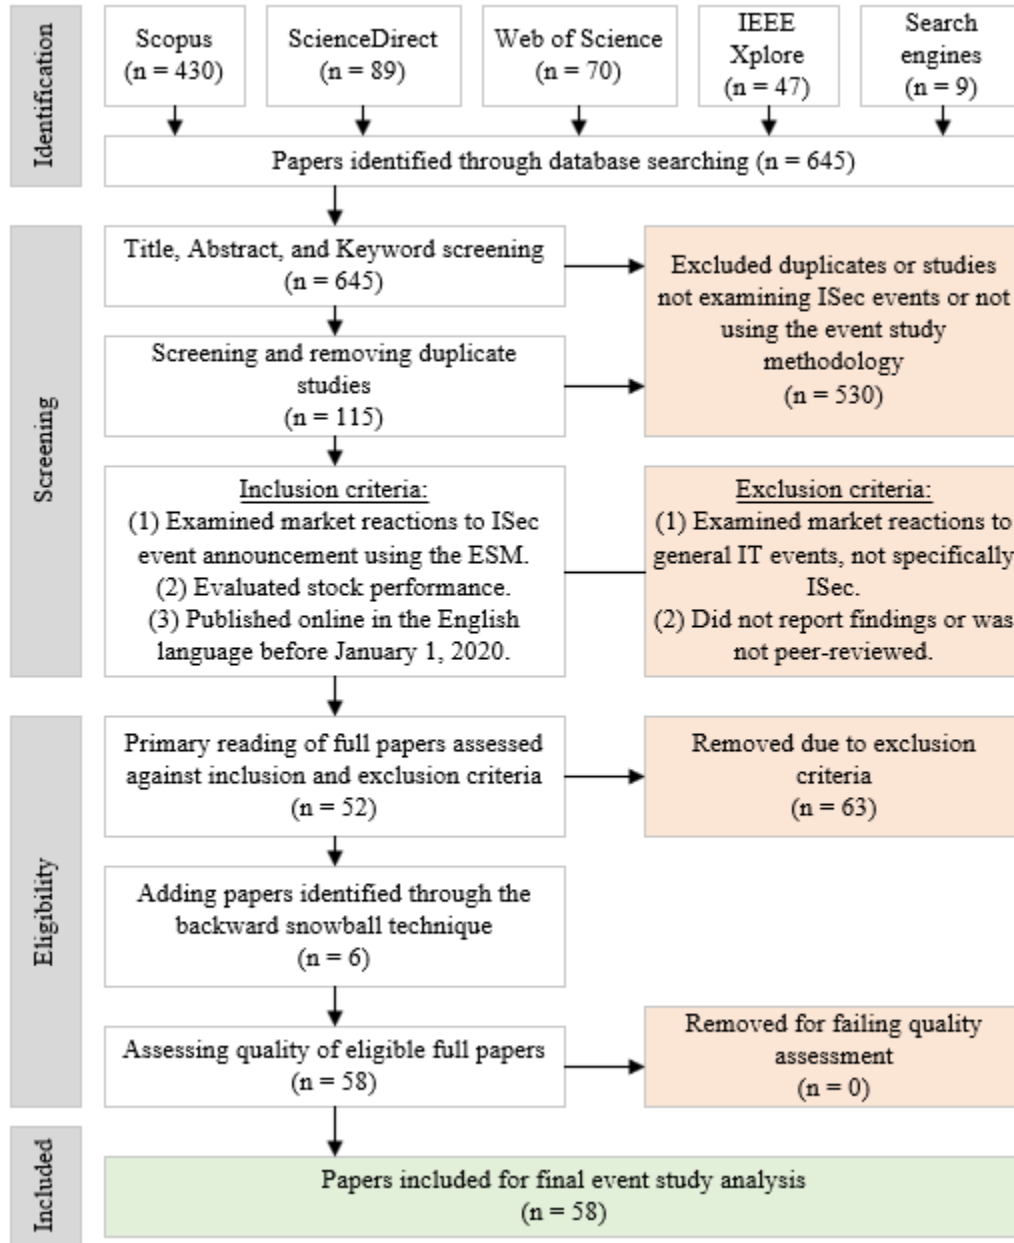 Identification
Scopus
(n = 430)
ScienceDirect
(n = 89)
Web of Science
(n = 70)
IEEE
Xplore
(n = 47)
Search
engines
(n = 9)
Papers identified through database searching (n = 645)
Screening
Title, Abstract, and Keyword screening
(n = 645)
Excluded duplicates or studies
not examining ISec events or not
using the event study
methodology
(n = 530)
Screening and removing duplicate
studies
(n = 115)
Inclusion criteria:
(1) Examined market reactions to ISec
event announcement using the ESM.
(2) Evaluated stock performance.
(3) Published online in the English
language before January 1, 2020.
Exclusion criteria:
(1) Examined market reactions to
general IT events, not specifically
ISec.
(2) Did not report findings or was
not peer-reviewed.
Eligibility
Primary reading of full papers assessed
against inclusion and exclusion criteria
(n = 52)
Removed due to exclusion
criteria
(n = 63)
Adding papers identified through the
backward snowball technique
(n = 6)
Assessing quality of eligible full papers
(n = 58)
Removed for failing quality
assessment
(n = 0)
Included
Papers included for final event study analysis
(n = 58)